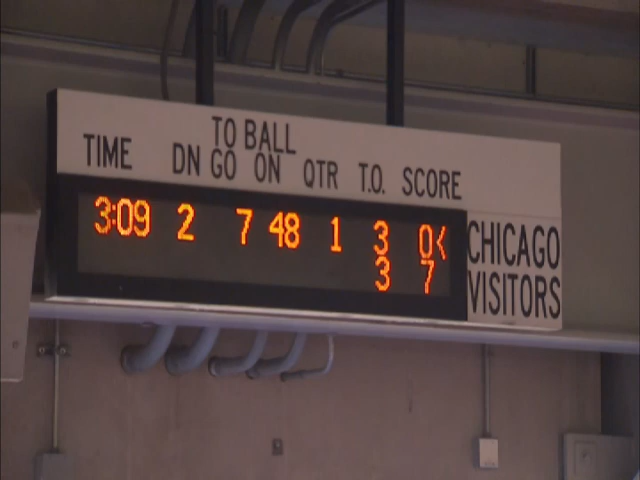 TO BALL
TIME DN GO ON QTR T.O. SCORE
3:09 2 7 48 1 3 0< CHICAGO
3 7 VISITORS